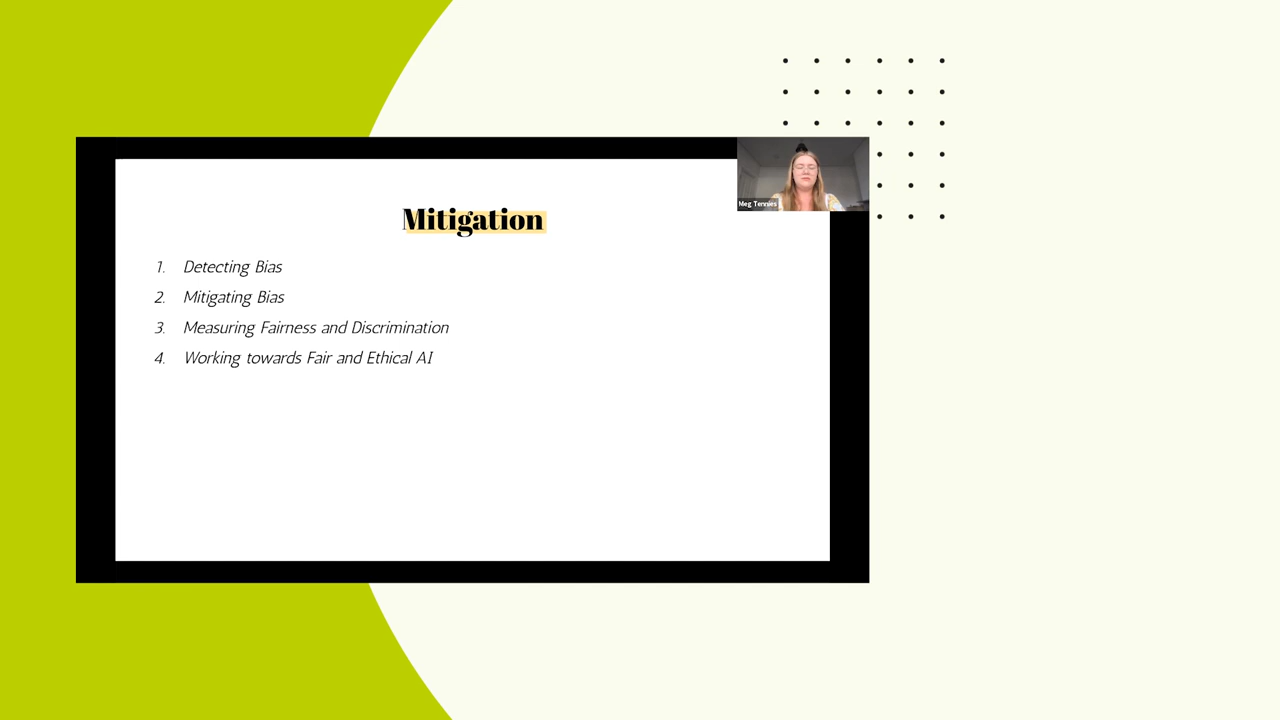 Mitigation
Meg Tennies
1. Detecting Bias
2. Mitigating Bias
3. Measuring Fairness and Discrimination
4. Working towards Fair and Ethical AI